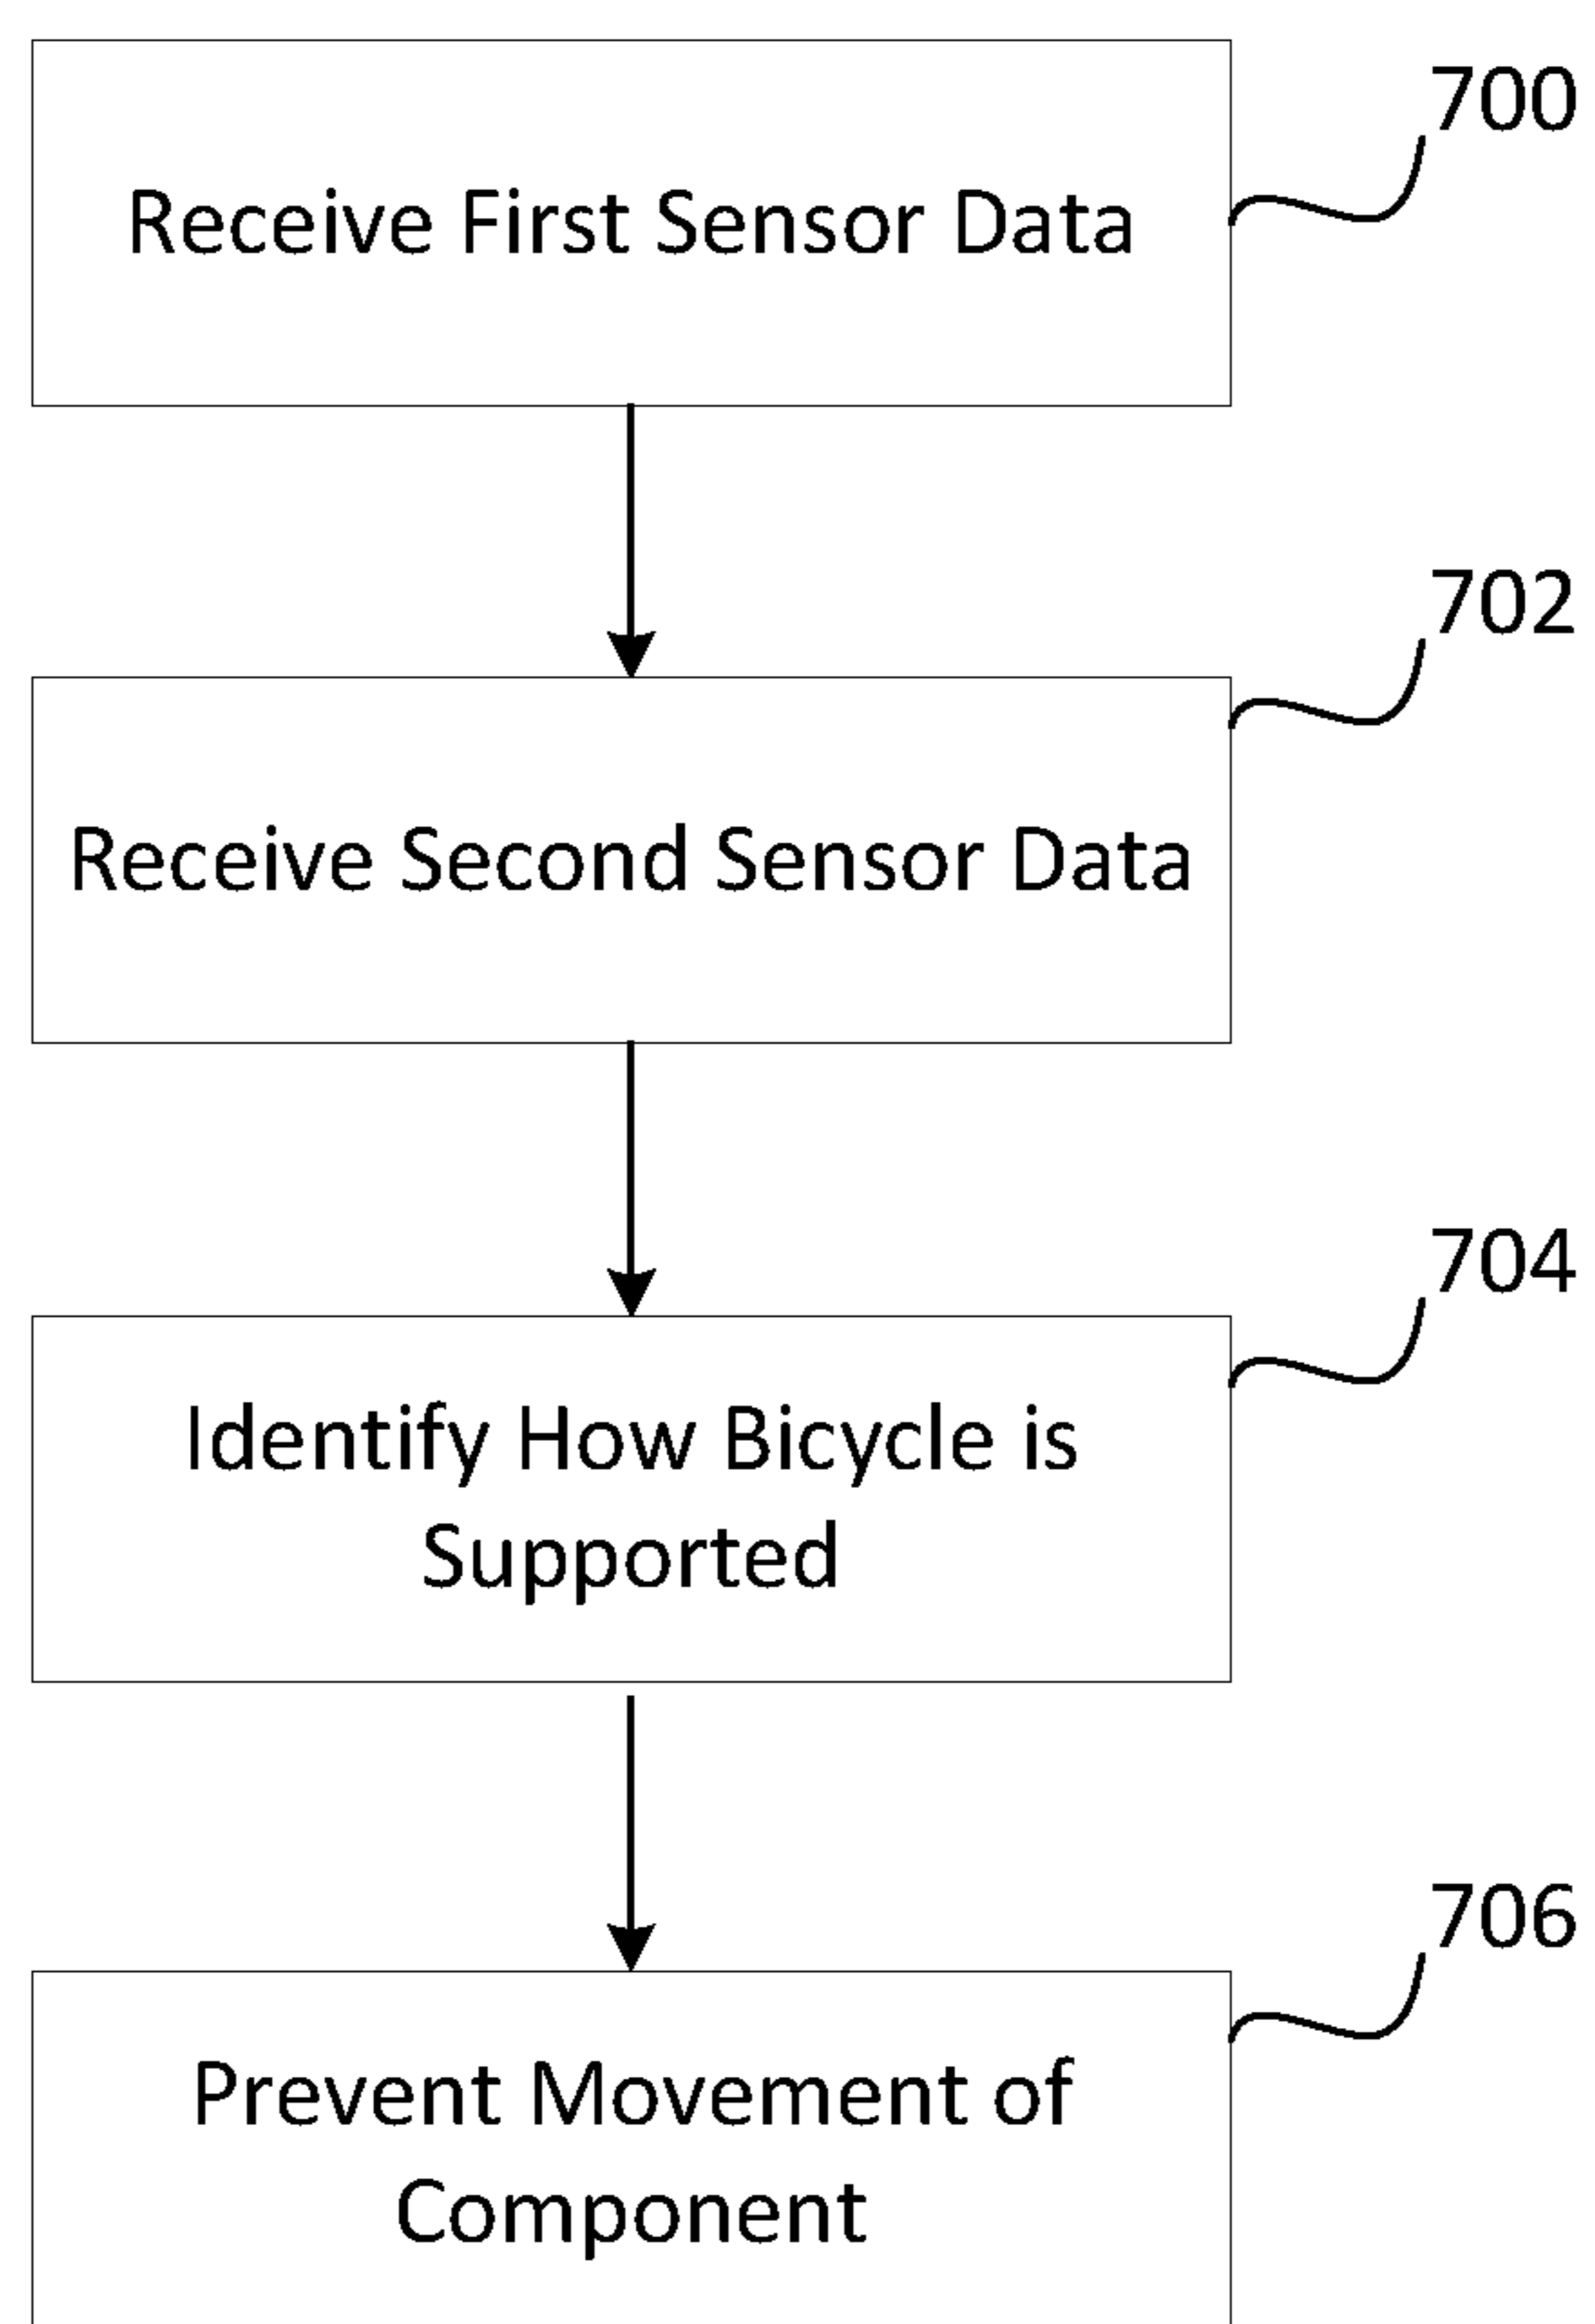 700
Receive First Sensor Data
702
Receive Second Sensor Data
704
Identify How Bicycle is
Supported
706
Prevent Movement of
Component